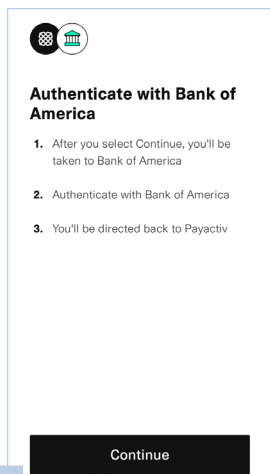 Authenticate with Bank of
America
1. After you select Continue, you'll be
taken to Bank of America
2. Authenticate with Bank of America
3. You'll be directed back to Payactiv
Continue